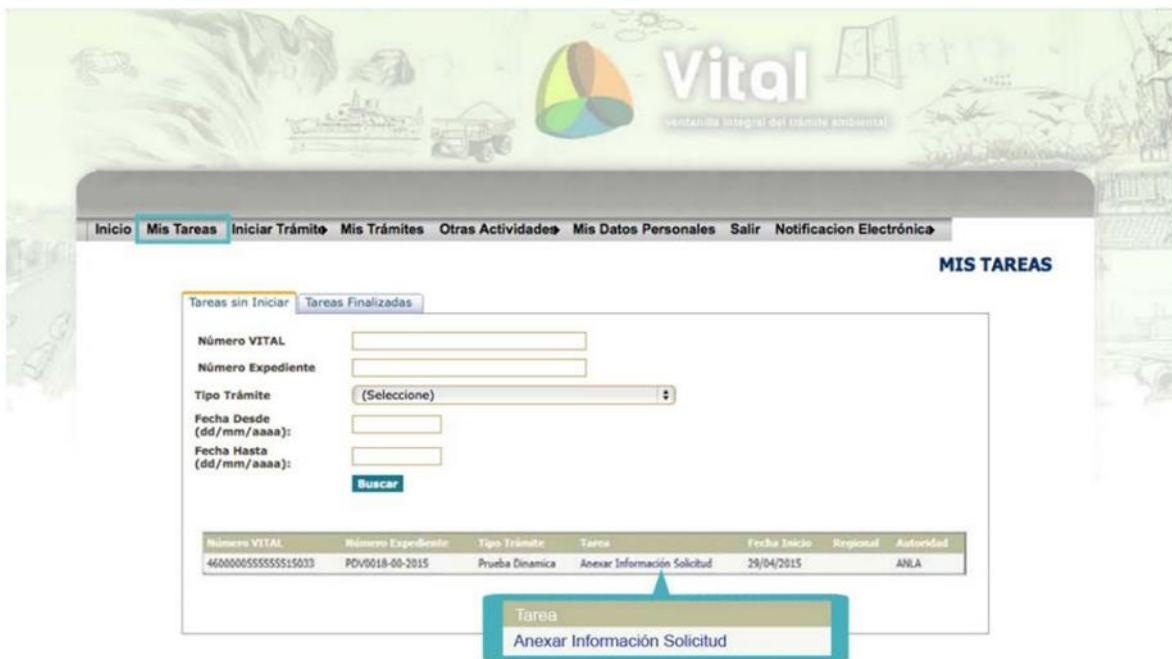 Vital
ventanilla integral del trámite ambiental
Inicio Mis Tareas Iniciar Trámite Mis Trámites Otras Actividades Mis Datos Personales Salir Notificacion Electrónica
MIS TAREAS
Tareas sin Iniciar Tareas Finalizadas
Número VITAL
Número Expediente
Tipo Trámite (Seleccione)
Fecha Desde
(dd/mm/aaaa):
Fecha Hasta
(dd/mm/aaaa):
Buscar
Número VITAL Número Expediente Tipo Trámite Tarea Fecha Inicio Regional Autoridad
PDV0018-00-2015 Prueba Dinamica Anexar Información Solicitud 29/04/2015 ANLA
Tarea
Anexar Información Solicitud